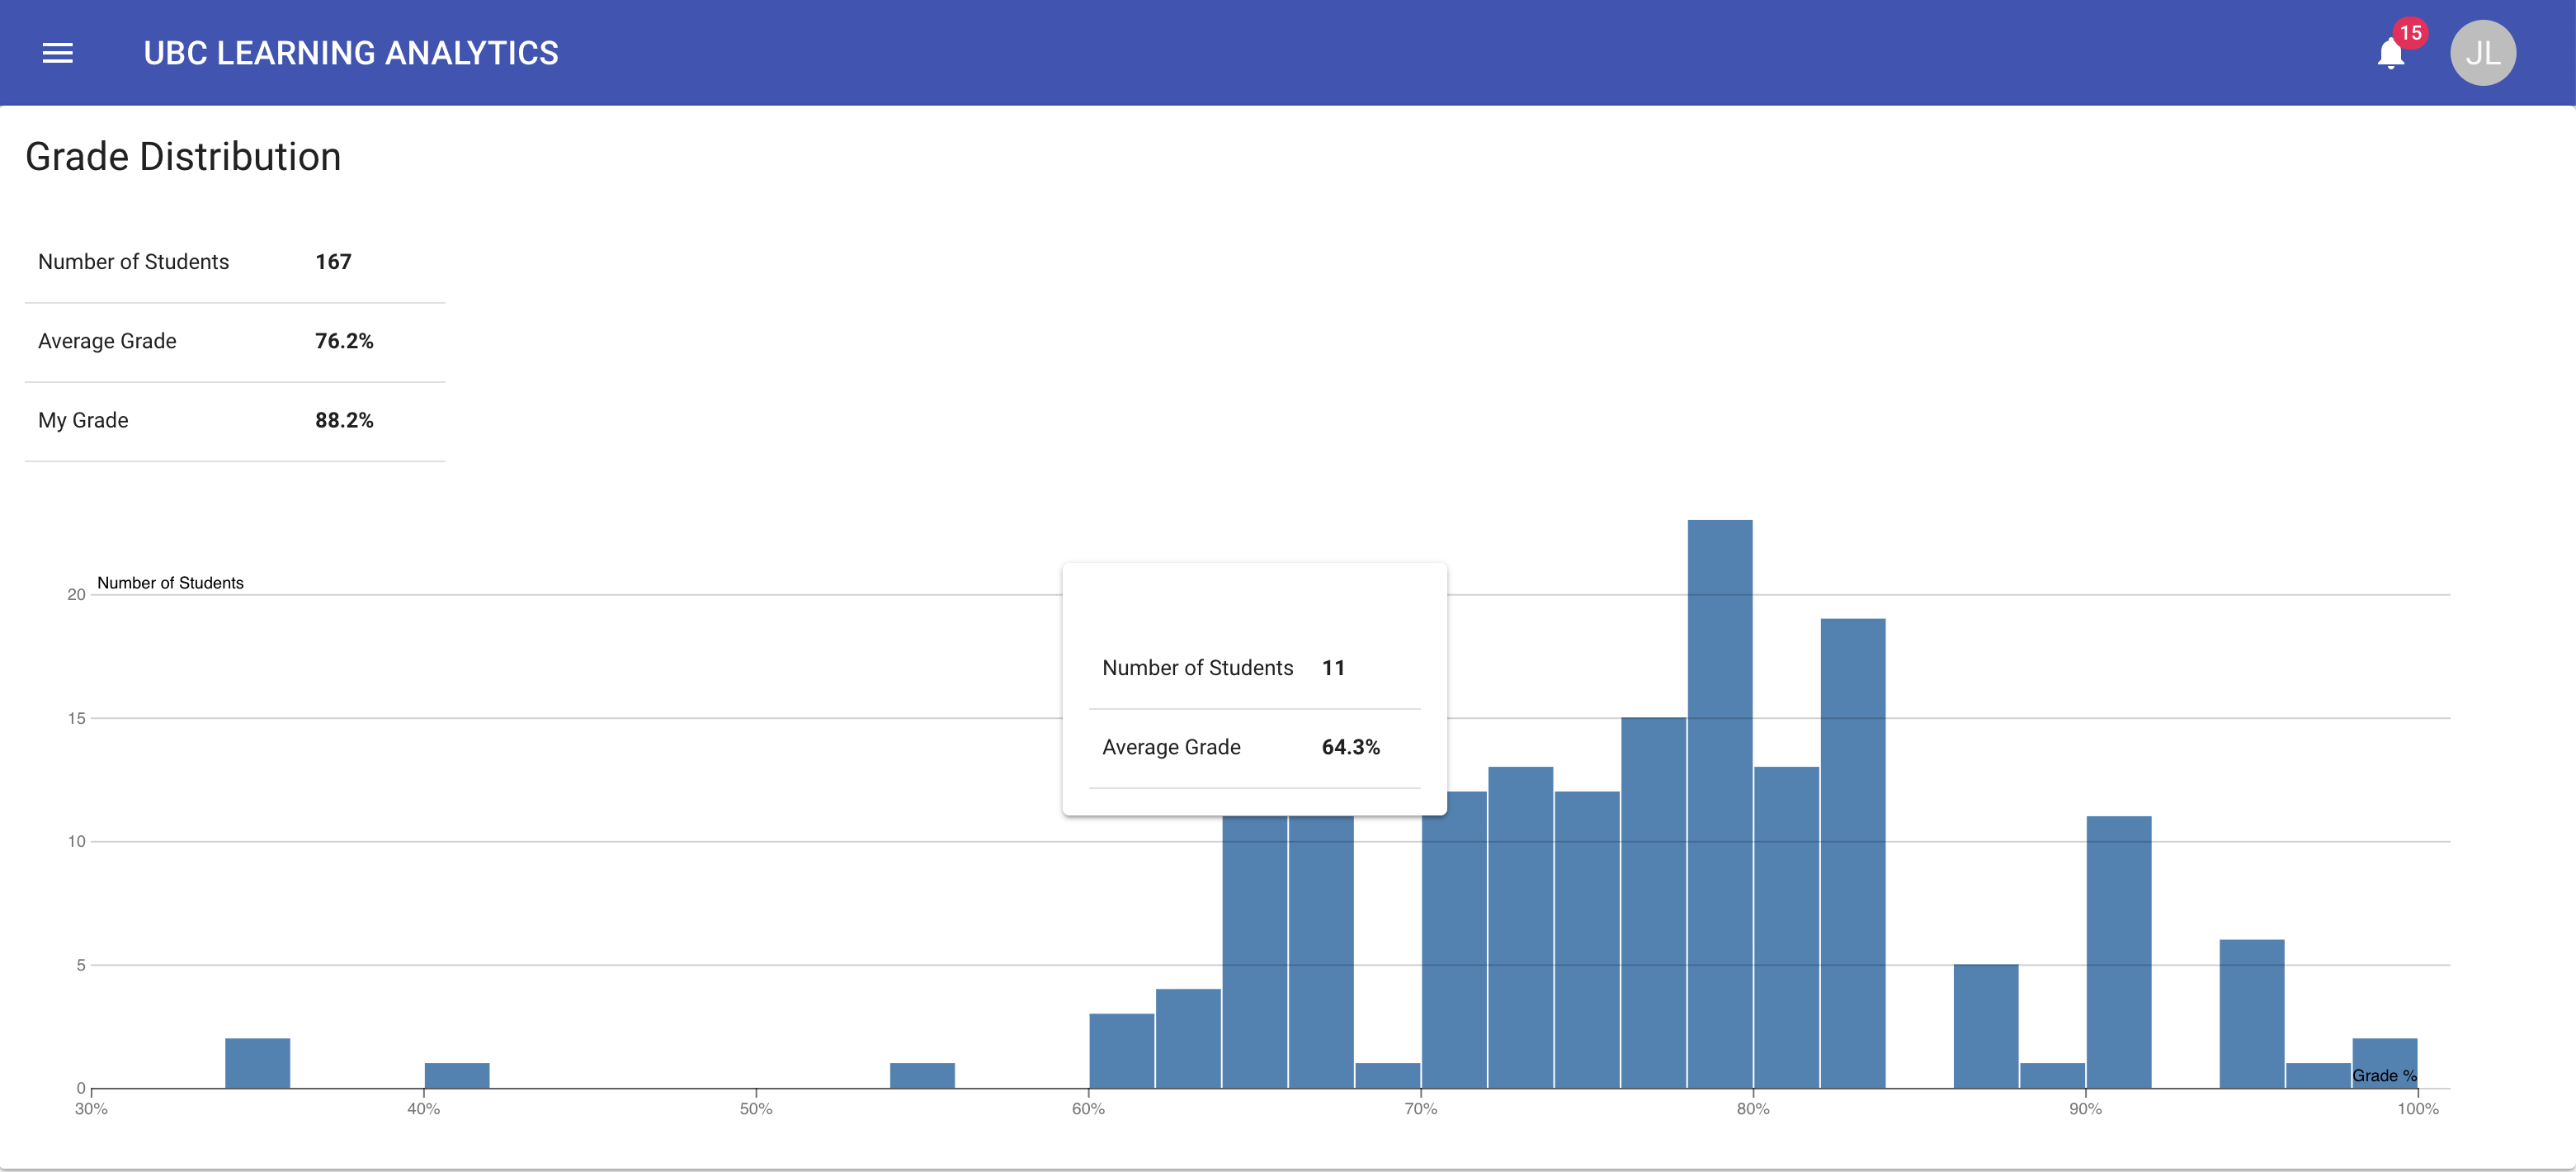 UBC LEARNING ANALYTICS
15
JL
Grade Distribution
Number of Students 167
Average Grade 76.2%
My Grade 88.2%
Number of Students
20
15
10
5
0
Number of Students 11
Average Grade 64.3%
Grade %
30% 40% 50% 60% 70% 80% 90% 100%